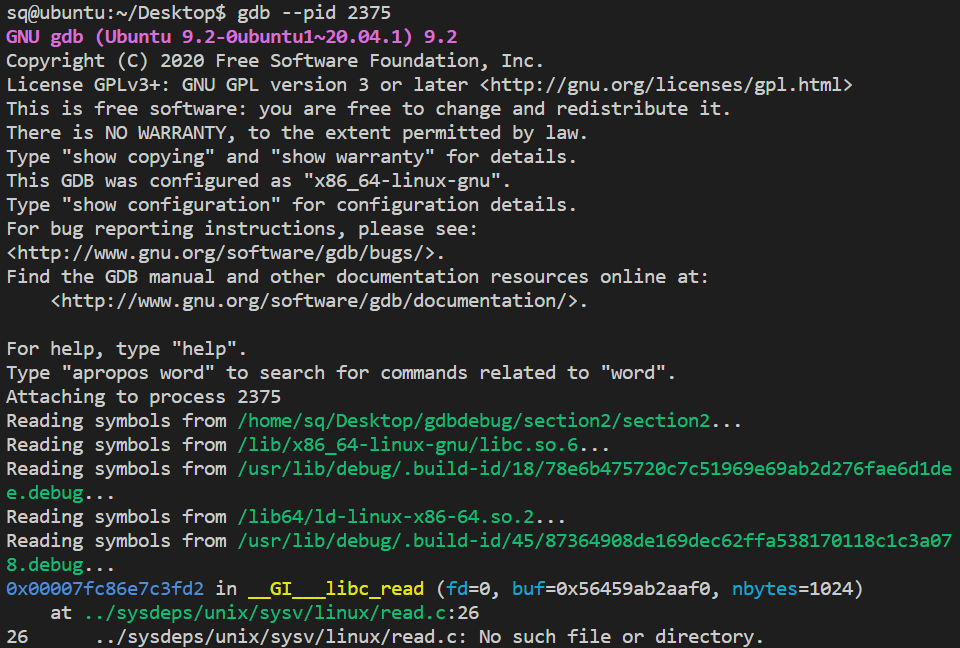 sq@ubuntu:~/Desktop$ gdb --pid 2375
GNU gdb (Ubuntu 9.2-0ubuntu1~20.04.1) 9.2
Copyright (C) 2020 Free Software Foundation, Inc.
License GPLv3+: GNU GPL version 3 or later <http://gnu.org/licenses/gpl.html>
This is free software: you are free to change and redistribute it.
There is NO WARRANTY, to the extent permitted by law.
Type "show copying" and "show warranty" for details.
This GDB was configured as "x86_64-linux-gnu".
Type "show configuration" for configuration details.
For bug reporting instructions, please see:
<http://www.gnu.org/software/gdb/bugs/>.
Find the GDB manual and other documentation resources online at:
    <http://www.gnu.org/software/gdb/documentation/>.

For help, type "help".
Type "apropos word" to search for commands related to "word".
Attaching to process 2375
Reading symbols from /home/sq/Desktop/gdbdebug/section2/section2...
Reading symbols from /lib/x86_64-linux-gnu/libc.so.6...
Reading symbols from /usr/lib/debug/.build-id/18/78e6b475720c7c51969e69ab2d276fae6d1de
e.debug...
Reading symbols from /lib64/ld-linux-x86-64.so.2...
Reading symbols from /usr/lib/debug/.build-id/45/87364908de169dec62ffa538170118c1c3a07
8.debug...
0x00007fc86e7c3fd2 in __GI___libc_read (fd=0, buf=0x56459ab2aaf0, nbytes=1024)
    at ../sysdeps/unix/sysv/linux/read.c:26
26      ../sysdeps/unix/sysv/linux/read.c: No such file or directory.